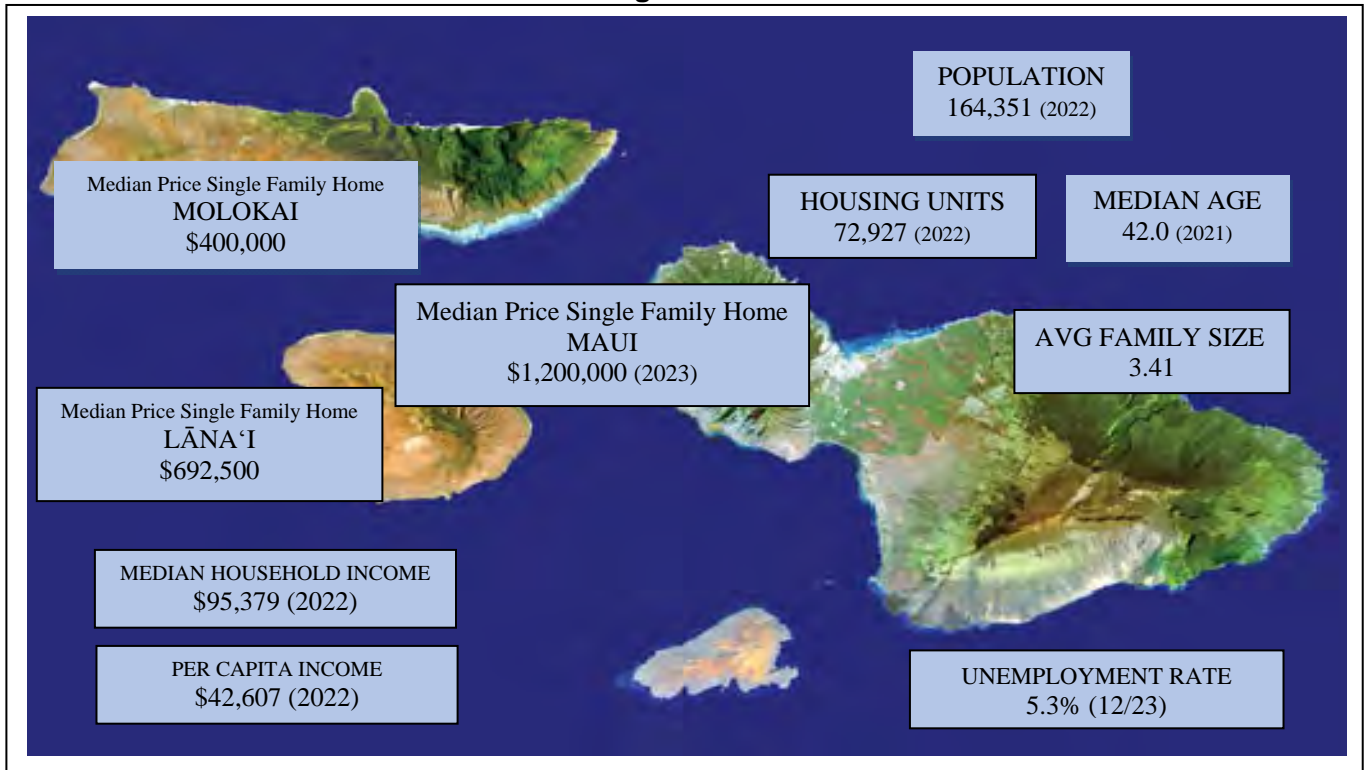 POPULATION
164,351 (2022)
Median Price Single Family Home
MOLOKAI
$400,000
HOUSING UNITS
72,927 (2022)
MEDIAN AGE
42.0 (2021)
Median Price Single Family Home
MAUI
$1,200,000 (2023)
AVG FAMILY SIZE
3.41
Median Price Single Family Home
LĀNA‘I
$692,500
MEDIAN HOUSEHOLD INCOME
$95,379 (2022)
PER CAPITA INCOME
$42,607 (2022)
UNEMPLOYMENT RATE
5.3% (12/23)